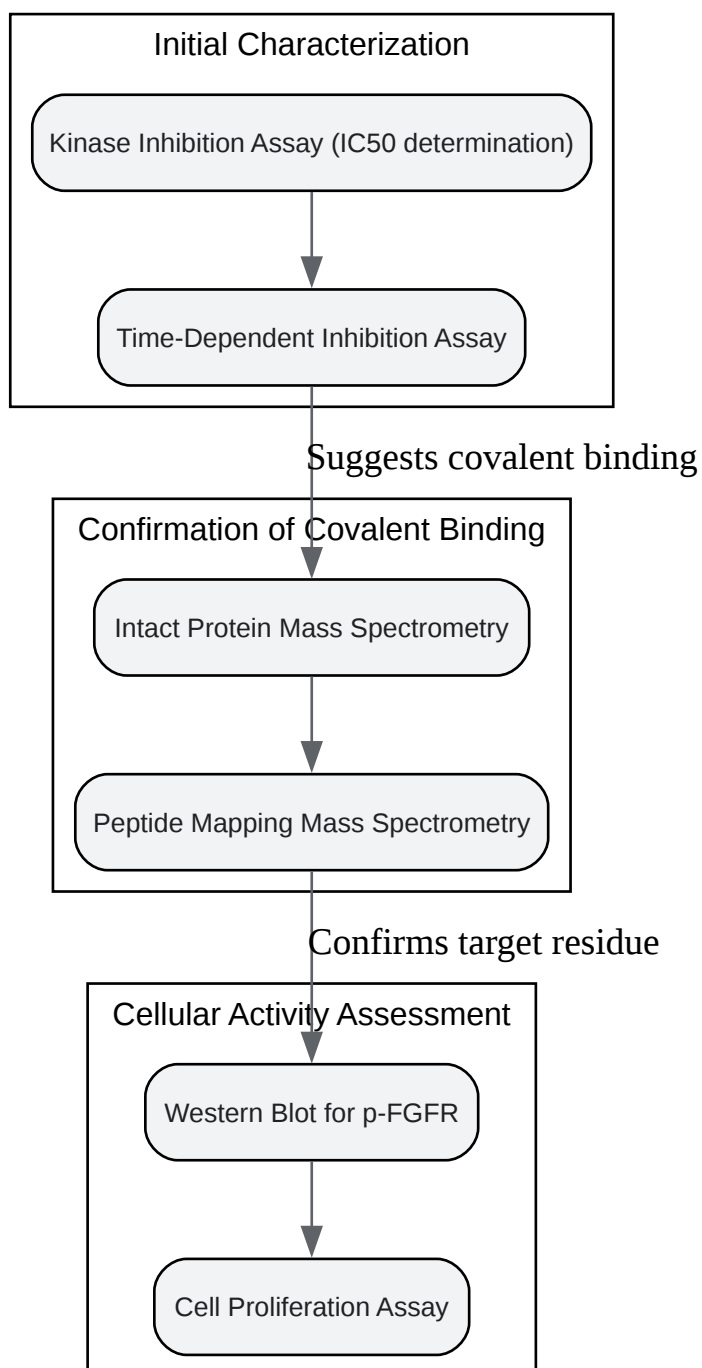 Initial Characterization
Kinase Inhibition Assay (IC50 determination)
Time-Dependent Inhibition Assay
Suggests covalent binding
Confirmation of Covalent Binding
Intact Protein Mass Spectrometry
Peptide Mapping Mass Spectrometry
Confirms target residue
Cellular Activity Assessment
Western Blot for p-FGFR
Cell Proliferation Assay